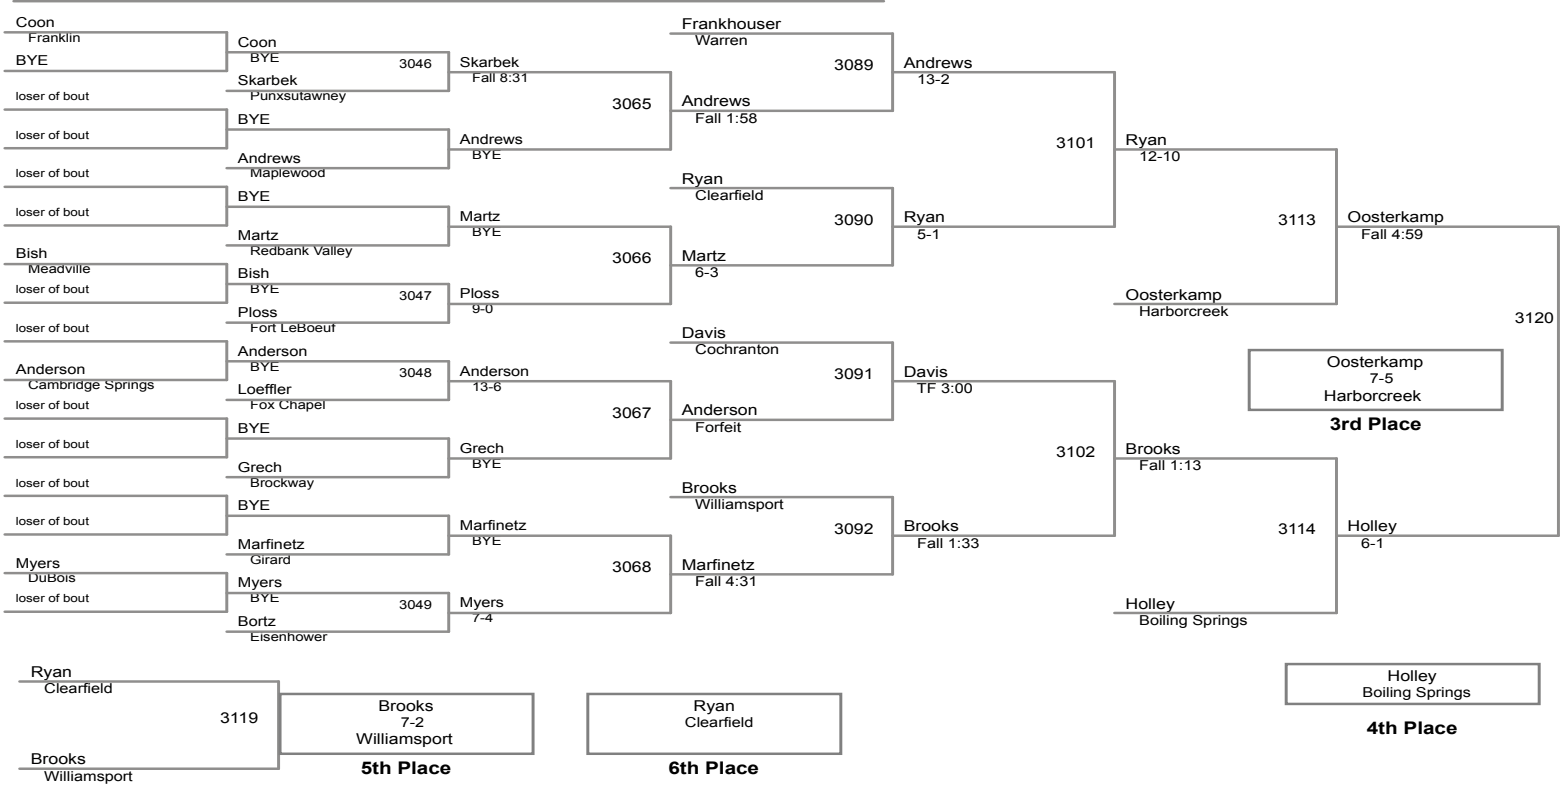 Coon
Franklin
BYE
loser of bout
loser of bout
loser of bout
loser of bout
Bish
Meadville
loser of bout
loser of bout
Anderson
Cambridge Springs
loser of bout
loser of bout
loser of bout
loser of bout
Myers
DuBois
loser of bout
Coon
BYE
3046
Skarbek
Punxsutawney
BYE
Andrews
Maplewood
BYE
Martz
Redbank Valley
Bish
BYE
3047
Ploss
Fort LeBoeuf
Anderson
BYE
3048
Loeffler
Fox Chapel
BYE
Grech
Brockway
BYE
Marfinetz
Girard
Myers
BYE
3049
Bortz
Eisenhower
Skarbek
Fall 8:31
3065
Andrews
BYE
Martz
BYE
3066
Ploss
9-0
Anderson
13-6
3067
Grech
BYE
Marfinetz
BYE
3068
Myers
7-4
Frankhouser
Warren
3089
Andrews
Fall 1:58
Ryan
Clearfield
3090
Martz
6-3
Davis
Cochranton
3091
Anderson
Forfeit
Brooks
Williamsport
3092
Marfinetz
Fall 4:31
Andrews
13-2
3101
Ryan
5-1
Davis
TF 3:00
3102
Brooks
Fall 1:33
Ryan
12-10
3113
Oosterkamp
Harborcreek
Brooks
Fall 1:13
3114
Holley
Boiling Springs
Oosterkamp
Fall 4:59
3120
Holley
6-1
Oosterkamp
7-5
Harborcreek
3rd Place
Holley
Boiling Springs
4th Place
Ryan
Clearfield
3119
Brooks
Williamsport
Brooks
7-2
Williamsport
5th Place
Ryan
Clearfield
6th Place